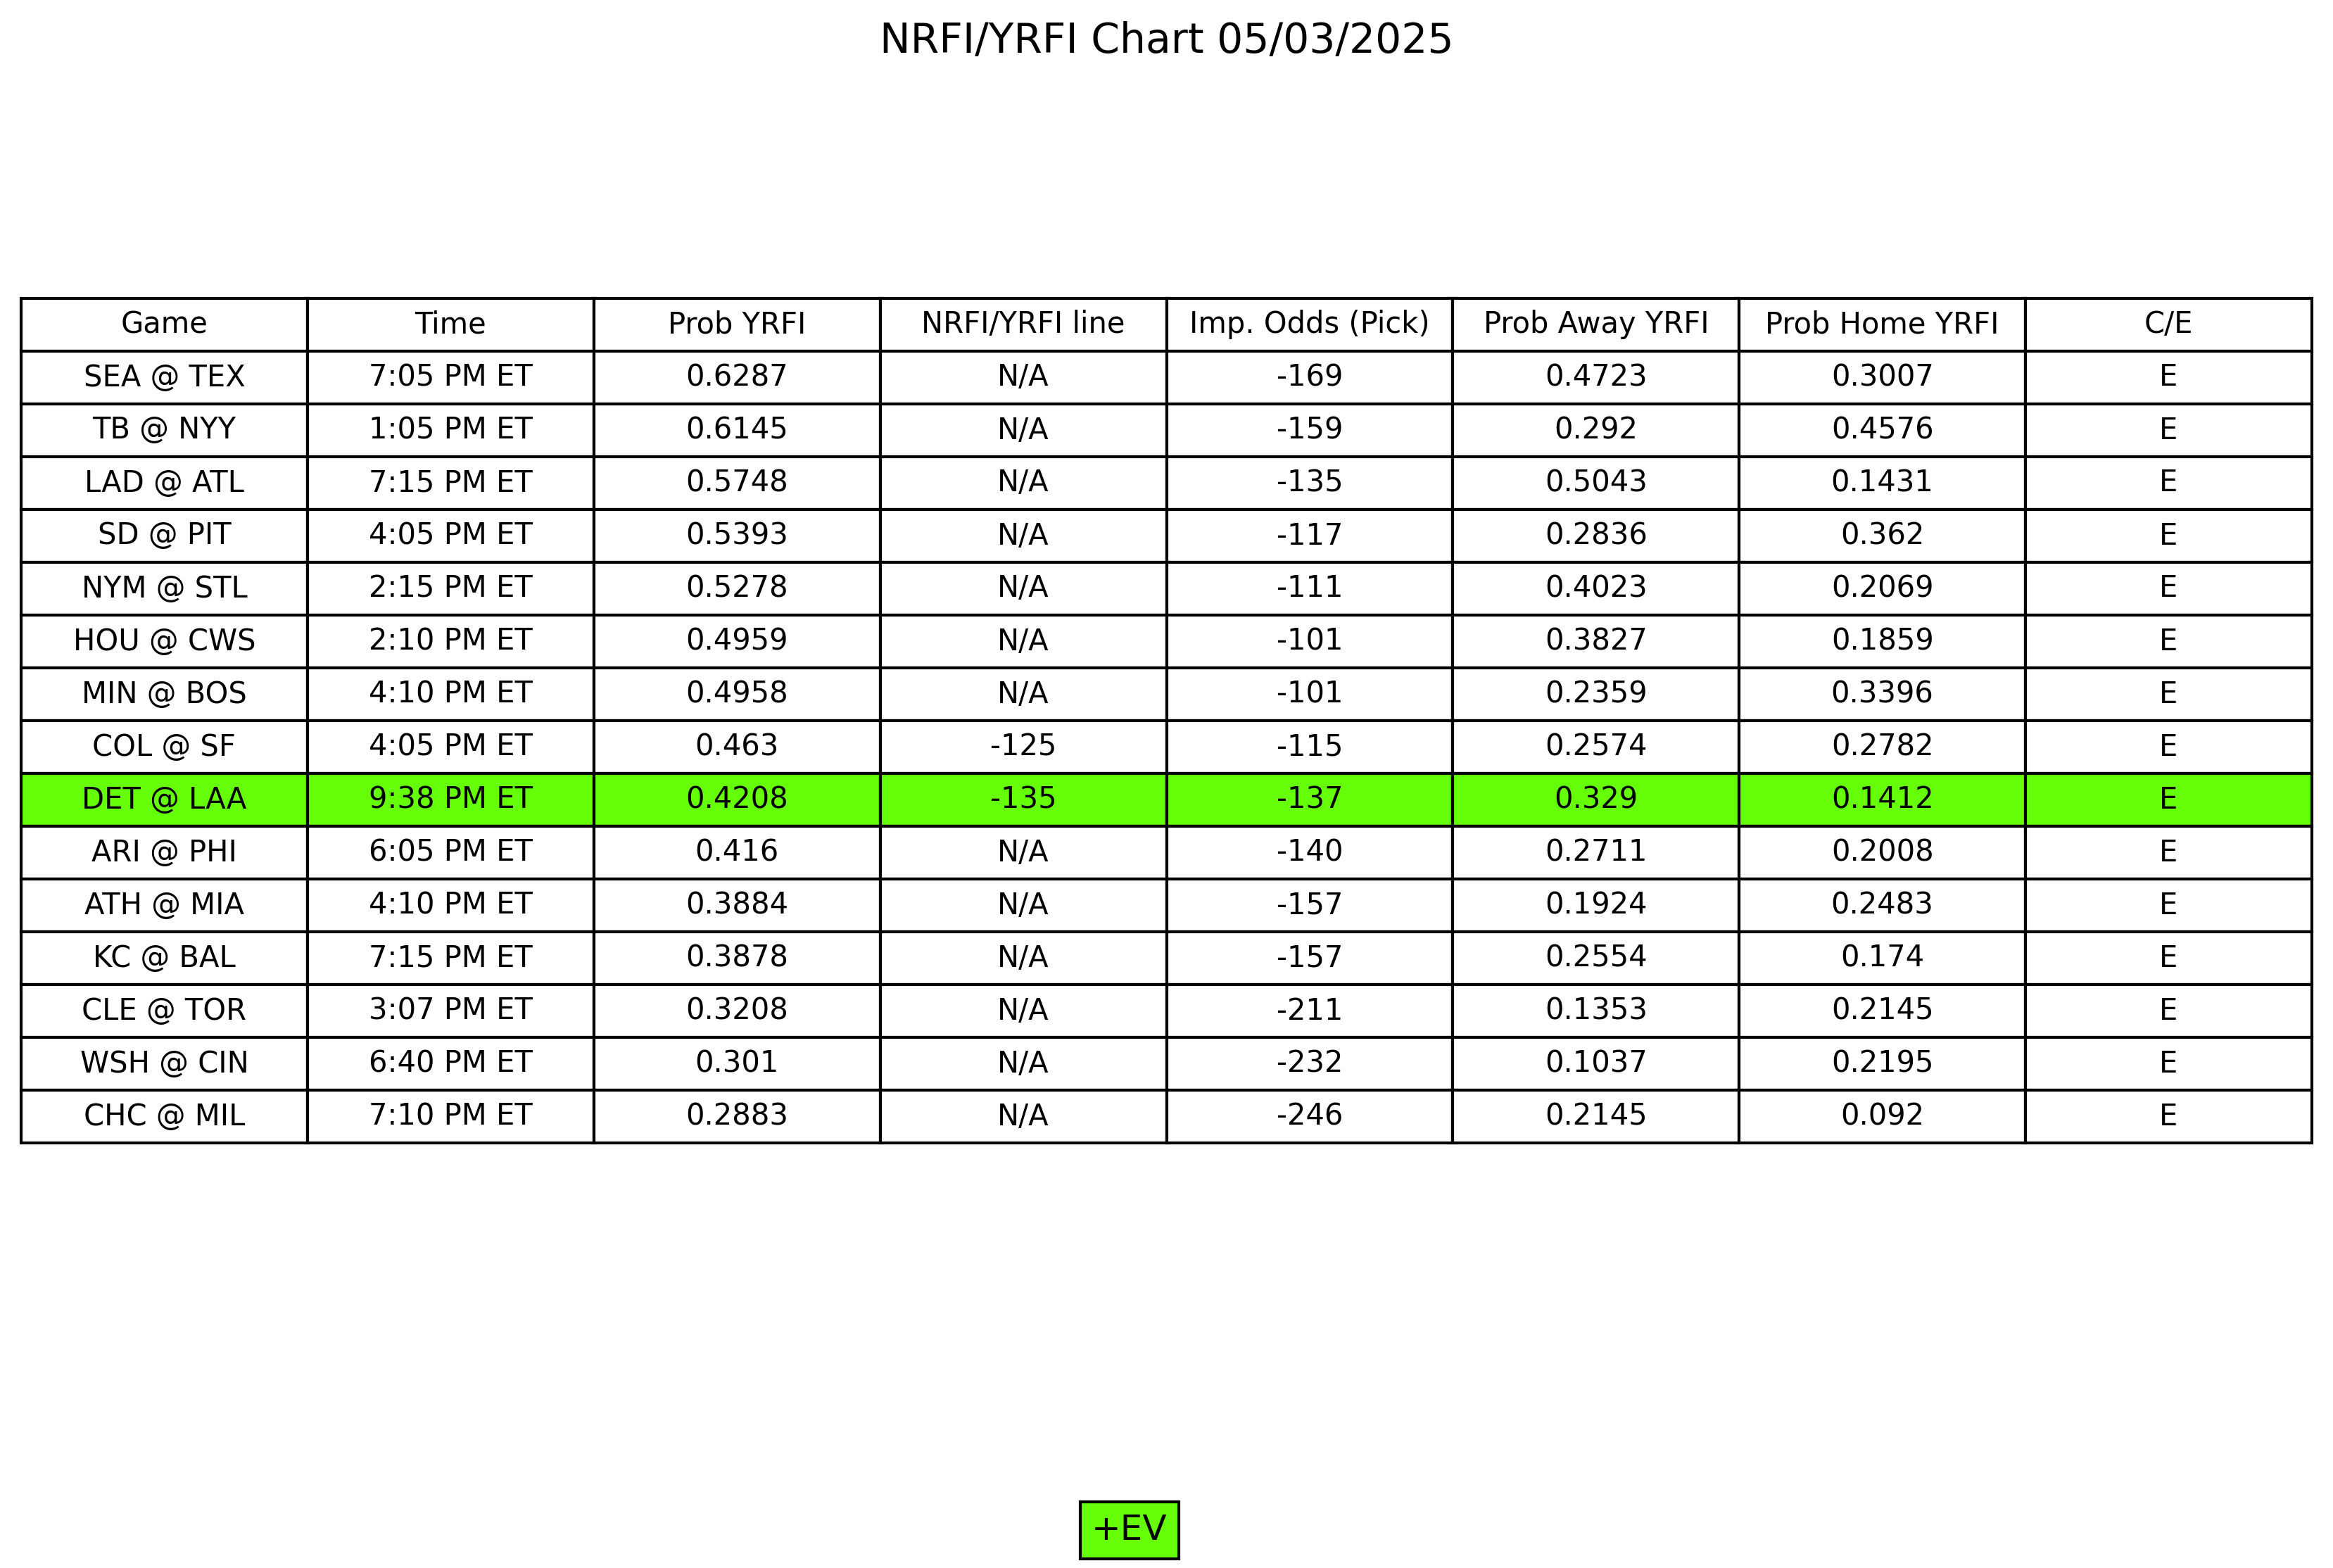 NRFI/YRFI Chart 05/03/2025
Game Time Prob YRFI NRFI/YRFI line Imp. Odds (Pick) Prob Away YRFI Prob Home YRFI C/E
SEA @ TEX 7:05 PM ET 0.6287 N/A -169 0.4723 0.3007 E
TB @ NYY 1:05 PM ET 0.6145 N/A -159 0.292 0.4576 E
LAD @ ATL 7:15 PM ET 0.5748 N/A -135 0.5043 0.1431 E
SD @ PIT 4:05 PM ET 0.5393 N/A -117 0.2836 0.362 E
NYM @ STL 2:15 PM ET 0.5278 N/A -111 0.4023 0.2069 E
HOU @ CWS 2:10 PM ET 0.4959 N/A -101 0.3827 0.1859 E
MIN @ BOS 4:10 PM ET 0.4958 N/A -101 0.2359 0.3396 E
COL @ SF 4:05 PM ET 0.463 -125 -115 0.2574 0.2782 E
DET @ LAA 9:38 PM ET 0.4208 -135 -137 0.329 0.1412 E
ARI @ PHI 6:05 PM ET 0.416 N/A -140 0.2711 0.2008 E
ATH @ MIA 4:10 PM ET 0.3884 N/A -157 0.1924 0.2483 E
KC @ BAL 7:15 PM ET 0.3878 N/A -157 0.2554 0.174 E
CLE @ TOR 3:07 PM ET 0.3208 N/A -211 0.1353 0.2145 E
WSH @ CIN 6:40 PM ET 0.301 N/A -232 0.1037 0.2195 E
CHC @ MIL 7:10 PM ET 0.2883 N/A -246 0.2145 0.092 E
+EV